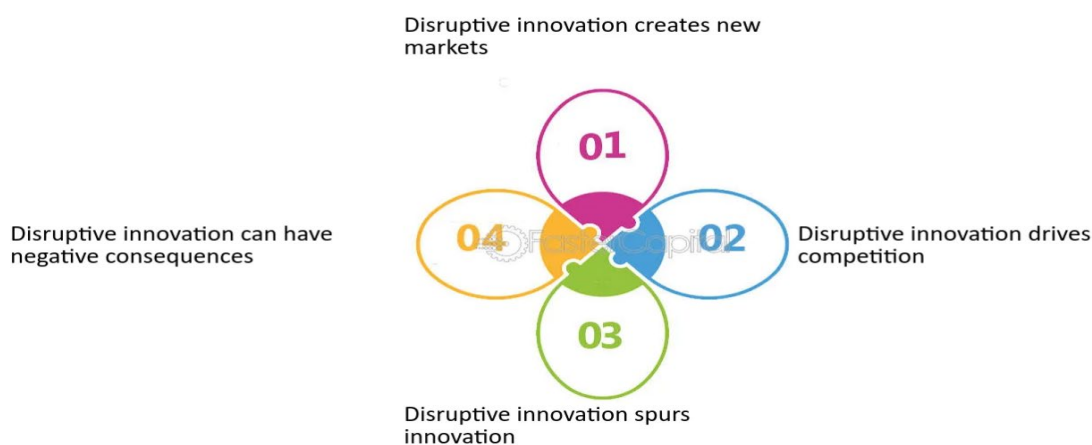 Disruptive innovation creates new
markets
01
04
FasterCapital
02
Disruptive innovation can have
negative consequences
Disruptive innovation drives
competition
03
Disruptive innovation spurs
innovation